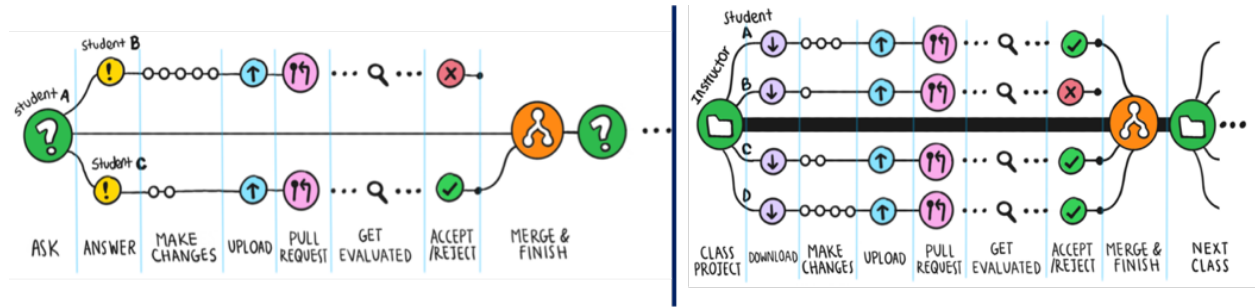 student B
student A
?
!
X
?
Student C
!
ASK
ANSWER
MAKE
CHANGES
UPLOAD
PULL
REQUEST
GET
EVALUATED
ACCEPT
/REJECT
MERGE &
FINISH
Student
INSTRUCTOR
A
B
X
C
D
CLASS
PROJECT
DOWNLOAD
MAKE
CHANGES
UPLOAD
PULL
REQUEST
GET
EVALUATED
ACCEPT
/REJECT
MERGE &
FINISH
NEXT
CLASS